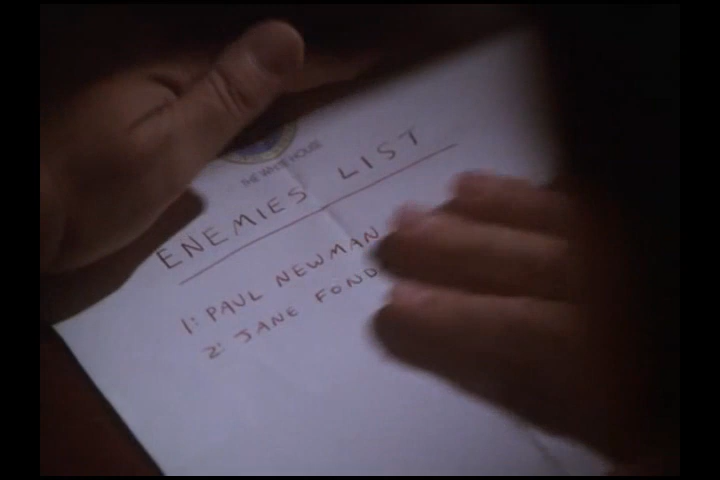 THE WHITE HOUSE
ENEMIES LIST
1: PAUL NEWMAN
2: JANE FOND